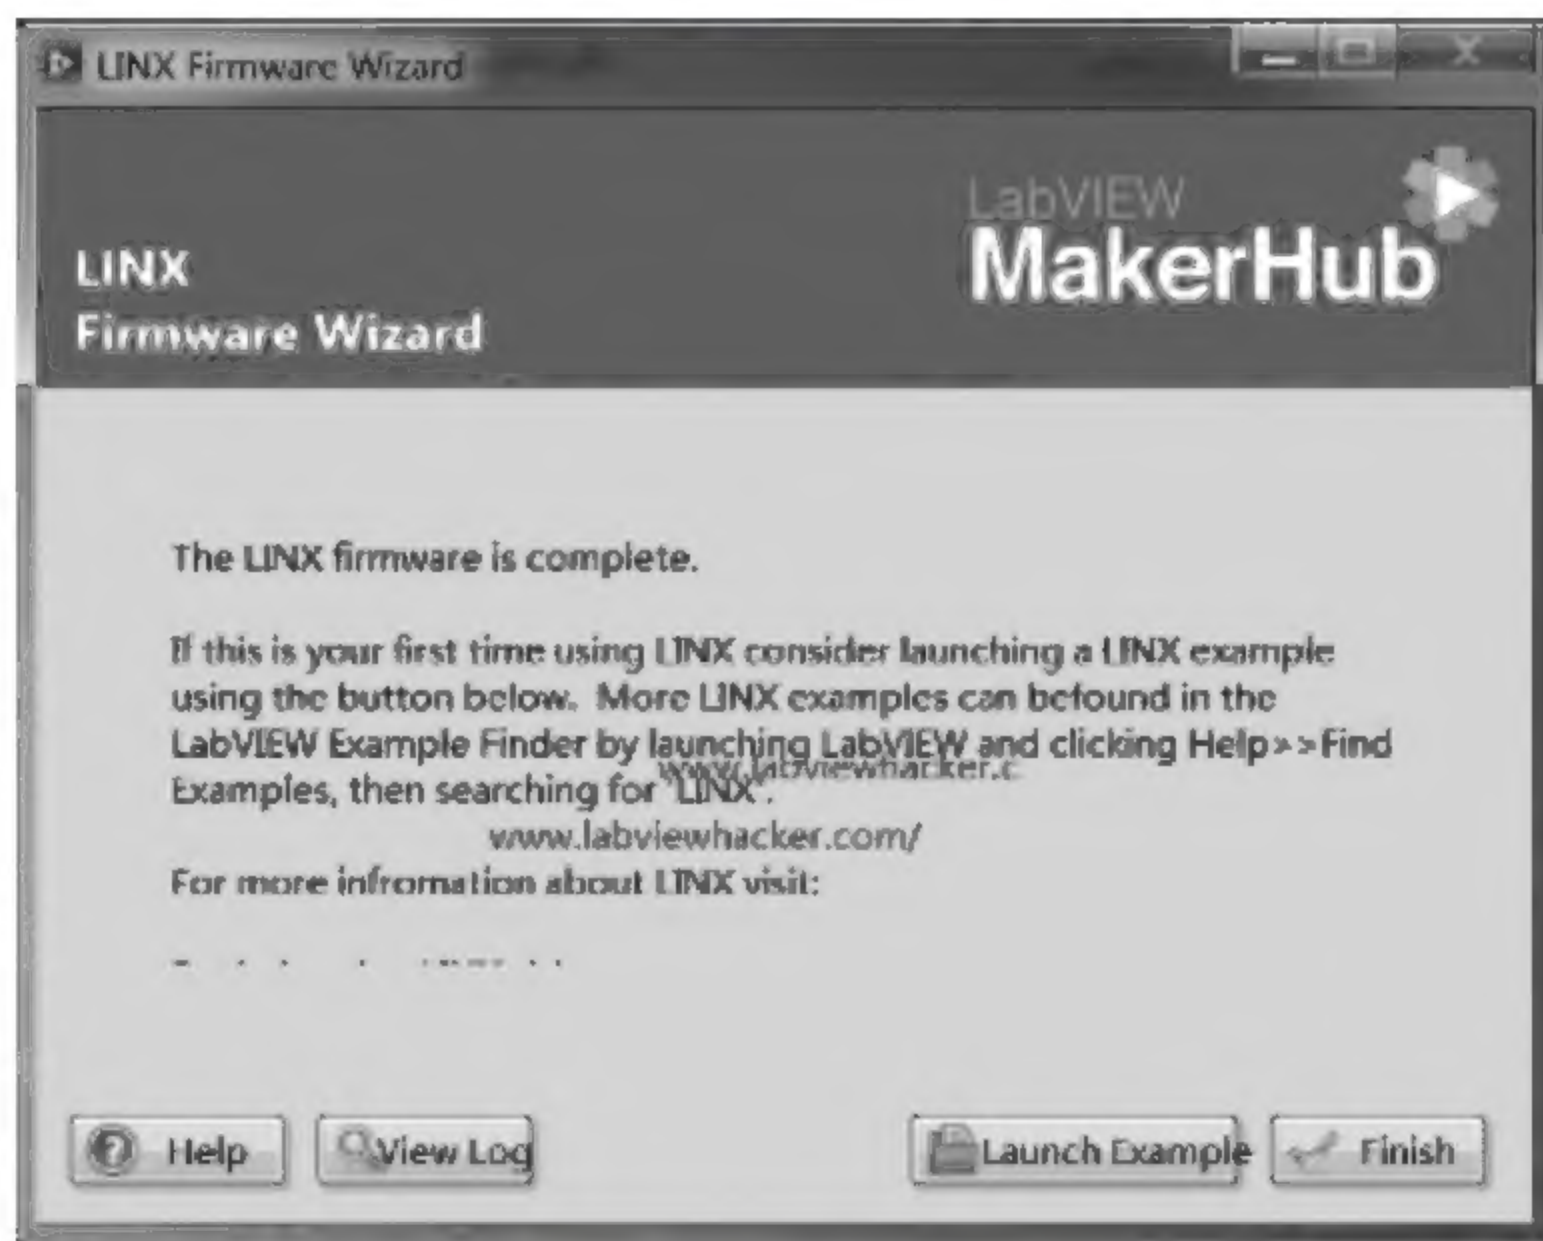 LINX Firmware Wizard
LabVIEW
MakerHub
LINX
Firmware Wizard
The LINX firmware is complete.
If this is your first time using LINX consider launching a LINX example
using the button below. More LINX examples can befound in the
LabVIEW Example Finder by launching LabVIEW and clicking Help>>Find
www.labviewhacker.c
Examples, then searching for "LINX".
www.labviewhacker.com/
For more infromation about LINX visit:
Help
View Log
Launch Example
Finish